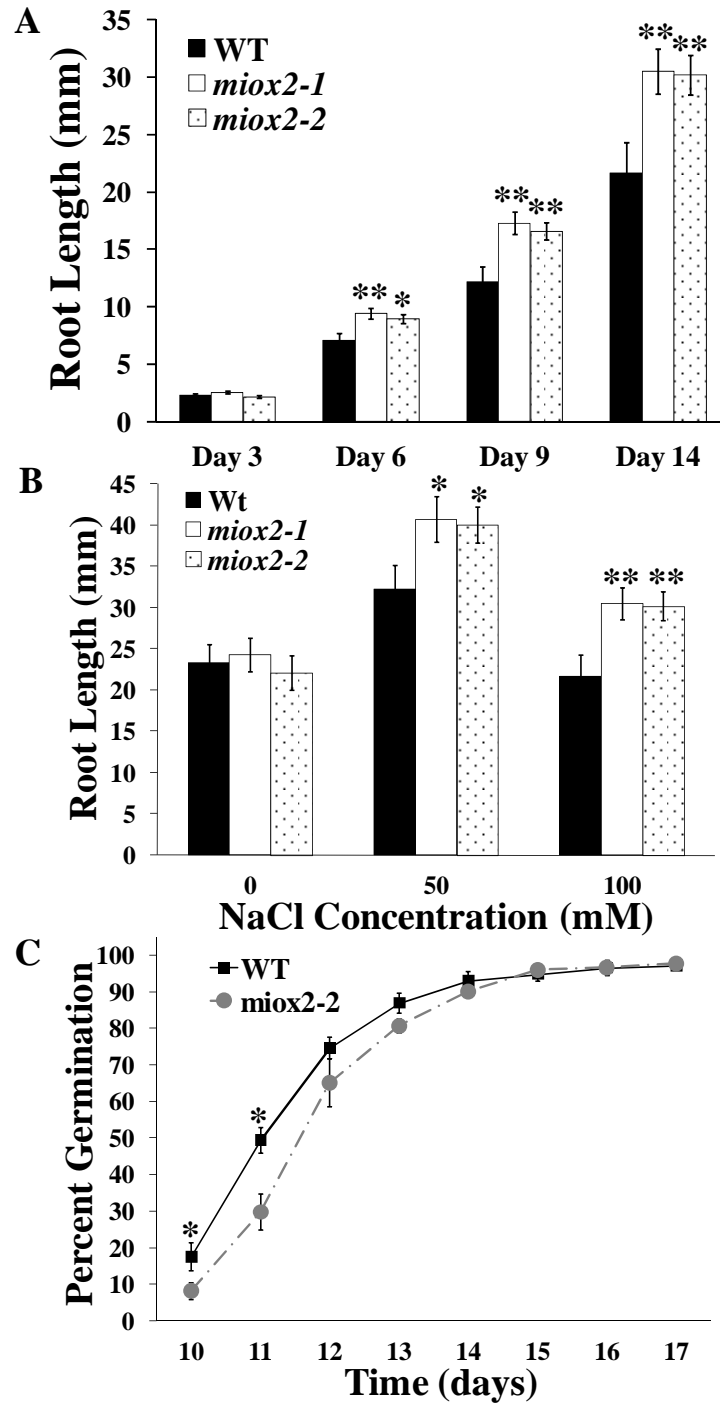 A
Root Length (mm)
35
30
25
20
15
10
5
0
WT
miox2-1
miox2-2
** *
** **
** **
Day 3 Day 6 Day 9 Day 14
B
Root Length (mm)
45
40
35
30
25
20
15
10
5
0
Wt
miox2-1
miox2-2
* *
** **
0 50 100
NaCl Concentration (mM)
C
Percent Germination
100
90
80
70
60
50
40
30
20
10
0
WT
miox2-2
*
*
10 11 12 13 14 15 16 17
Time (days)